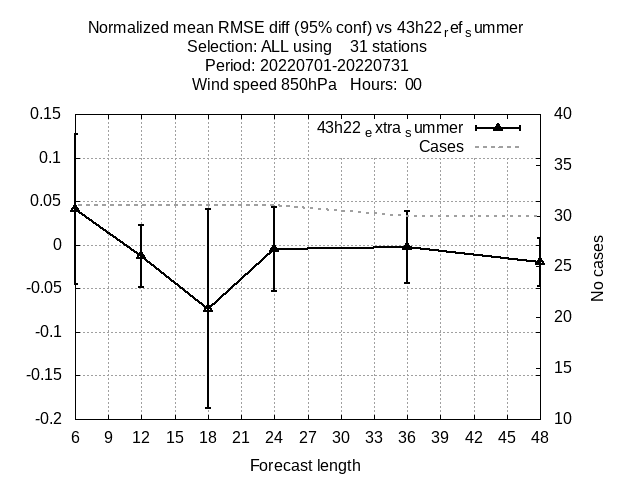 Normalized mean RMSE diff (95% conf) vs 43h22refsummer
Selection: ALL using 31 stations
Period: 20220701-20220731
Wind speed 850hPa Hours: 00
43h22extrasummer
Cases
0.15
0.1
0.05
0
-0.05
-0.1
-0.15
-0.2
40
35
30
25
20
15
10
No cases
6 9 12 15 18 21 24 27 30 33 36 39 42 45 48
Forecast length